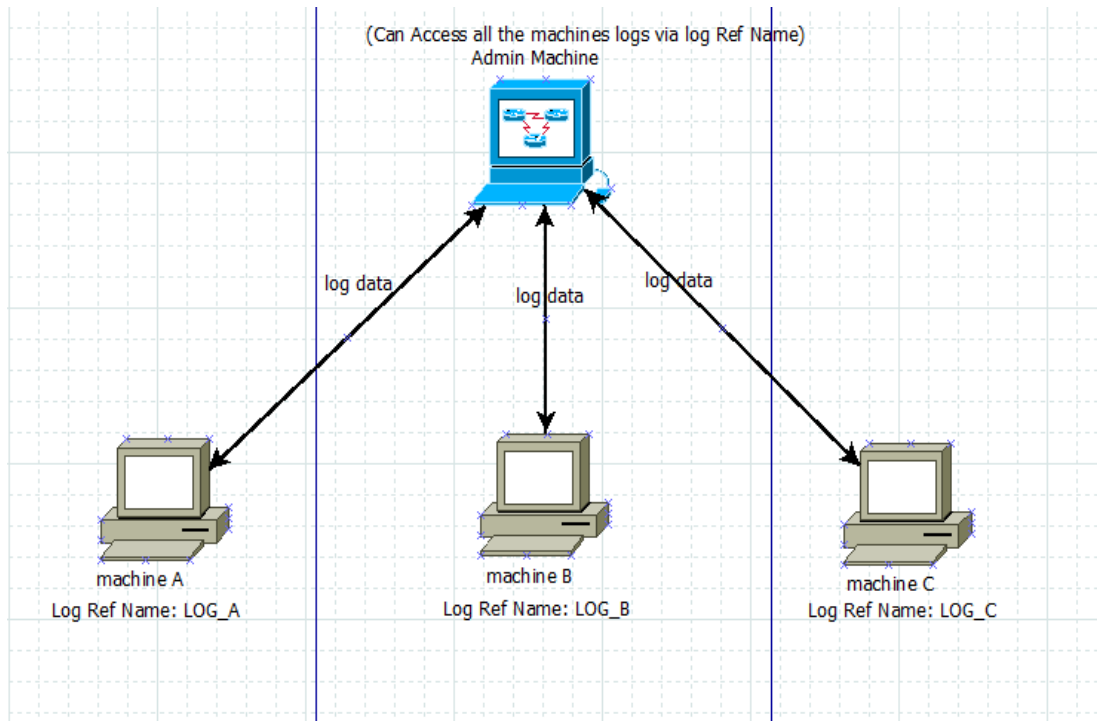 (Can Access all the machines logs via log Ref Name)
Admin Machine
log data
log data
log data
machine A
Log Ref Name: LOG_A
machine B
Log Ref Name: LOG_B
machine C
Log Ref Name: LOG_C